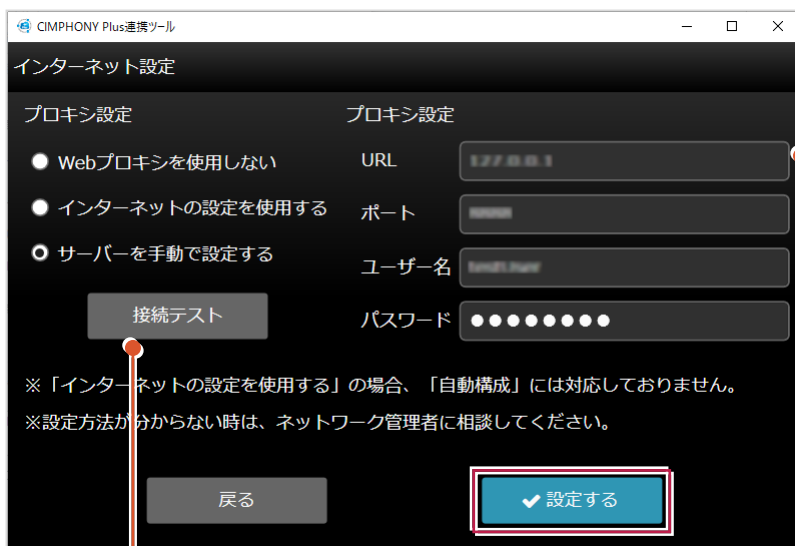 CIMPHONY Plus連携ツール
インターネット設定
プロキシ設定
Webプロキシを使用しない
インターネットの設定を使用する
サーバーを手動で設定する
接続テスト
プロキシ設定
URL 127.0.0.1
ポート
ユーザー名
パスワード ●●●●●●●●
※「インターネットの設定を使用する」の場合、「自動構成」には対応しておりません。
※設定方法が分からない時は、ネットワーク管理者に相談してください。
戻る
設定する